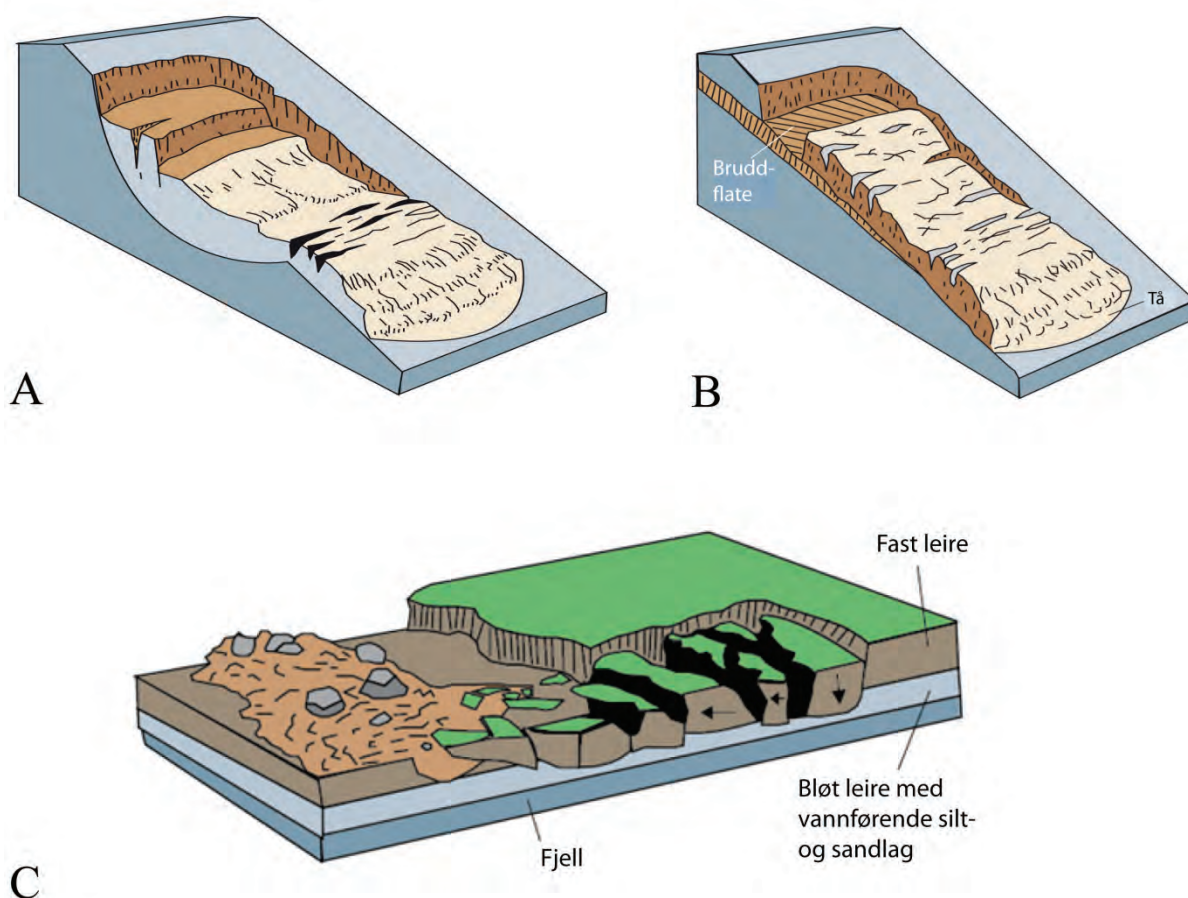 A
Brudd-
flate
Tå
B
Fast leire
Bløt leire med
vannførende silt-
og sandlag
Fjell
C